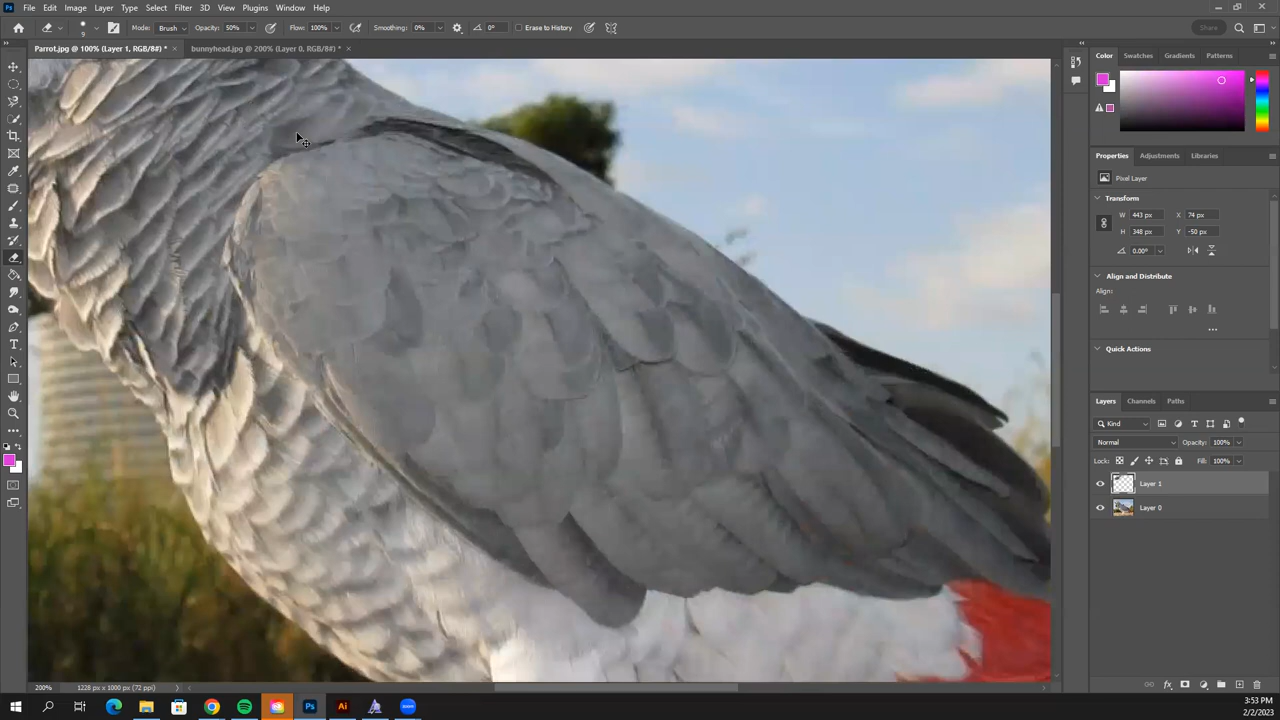 File Edit Image Layer Type Select Filter 3D View Plugins Window Help
9 Mode: Brush Opacity: 50% Flow: 100% Smoothing: 0% 0° Erase to History Share
Parrot.jpg @ 100% (Layer 1, RGB/8#) * × bunnyhead.jpg @ 200% (Layer 0, RGB/8#) * ×
Color Swatches Gradients Patterns
Properties Adjustments Libraries
Pixel Layer
Transform
W 443 px X 74 px
H 348 px Y -50 px
0.00°
Align and Distribute
Align:
Quick Actions
Layers Channels Paths
Kind
Normal Opacity: 100%
Lock: Fill: 100%
Layer 1
Layer 0
200% 1228 px x 1000 px (72 ppi)
3:53 PM
2/2/2023